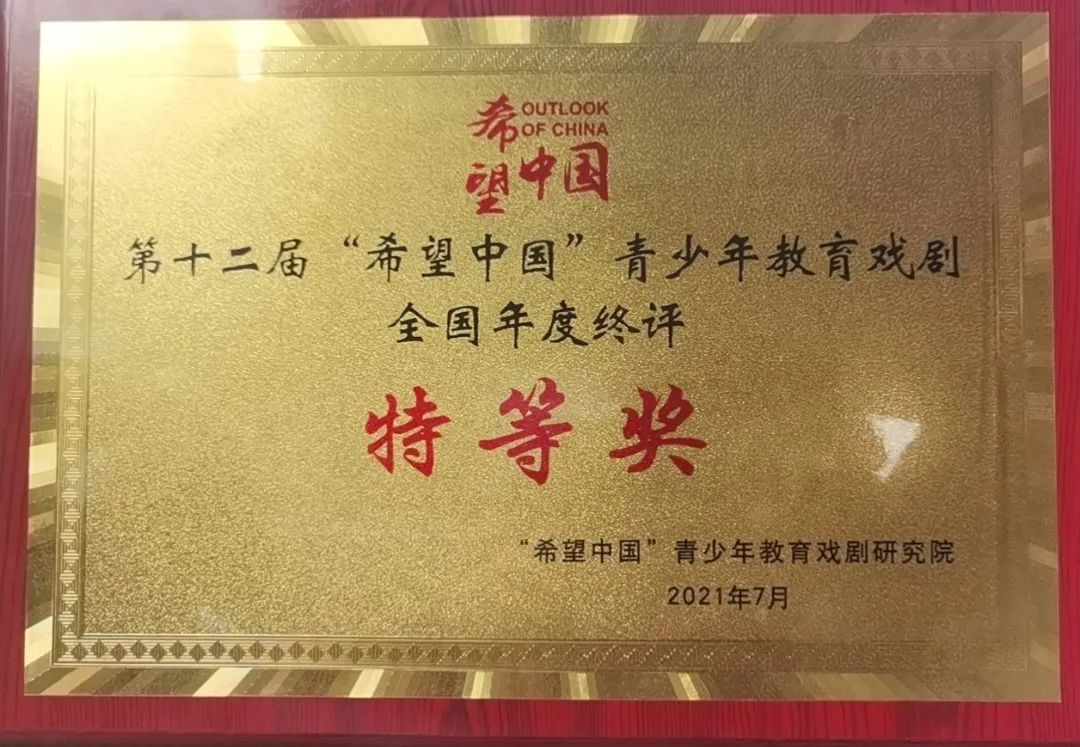 OUTLOOK
OF CHINA
希望中国
第十二届“希望中国”青少年教育戏剧
全国年度终评
特等奖
“希望中国”青少年教育戏剧研究院
2021年7月